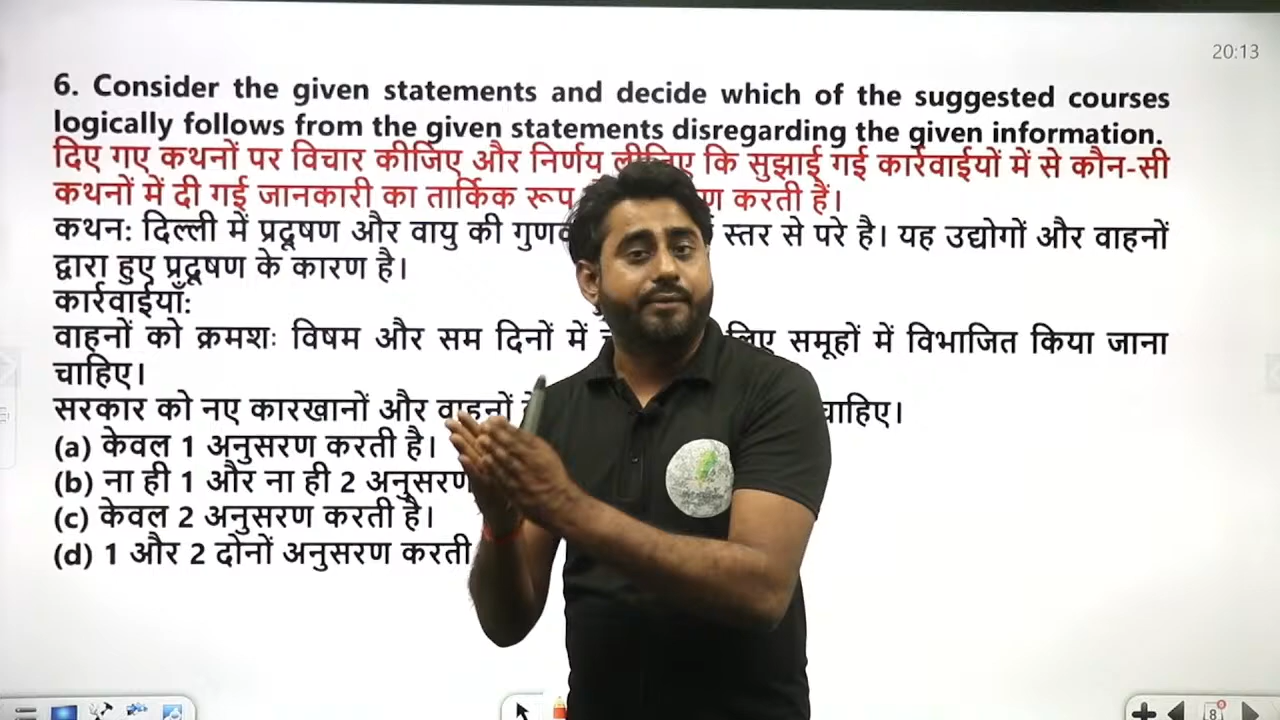 20:13
6. Consider the given statements and decide which of the suggested courses
logically follows from the given statements disregarding the given information.
दिए गए कथनों पर विचार कीजिए और निर्णय लीजिए कि सुझाई गई कार्रवाईयों में से कौन-सी
कथनों में दी गई जानकारी का तार्किक रूप करती हैं।
कथन: दिल्ली में प्रदूषण और वायु की स्तर से परे है। यह उद्योगों और वाहनों
द्वारा हुए प्रदूषण के कारण है।
कार्रवाईयाँ:
वाहनों को क्रमशः विषम और सम दिनों में लिए समूहों में विभाजित किया जाना
चाहिए।
सरकार को नए कारखानों और वाहनों चाहिए।
(a) केवल 1 अनुसरण करती है।
(b) ना ही 1 और ना ही 2 अनुसरण
(c) केवल 2 अनुसरण करती है।
(d) 1 और 2 दोनों अनुसरण करती
8